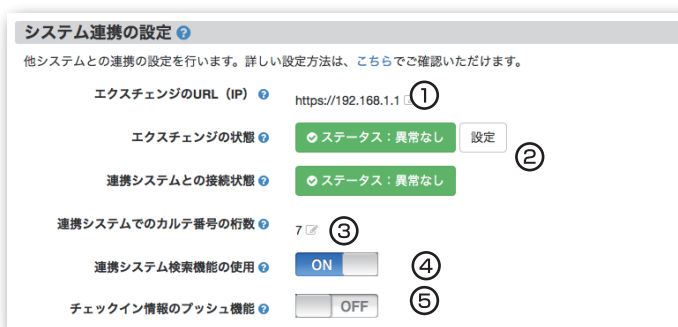 システム連携の設定
他システムとの連携の設定を行います。詳しい設定方法は、こちらでご確認いただけます。
エクスチェンジのURL（IP） https://192.168.1.1 ①
エクスチェンジの状態 ステータス：異常なし 設定
②
連携システムとの接続状態 ステータス：異常なし
連携システムでのカルテ番号の桁数 7 ③
連携システム検索機能の使用 ON ④
チェックイン情報のプッシュ機能 OFF ⑤